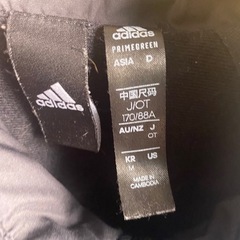 adidas
adidas
PRIMEGREEN
ASIA D
中国尺码
J/OT
170/88A
AU/NZ J
OT
KR US
M
MADE IN
CAMBODIA